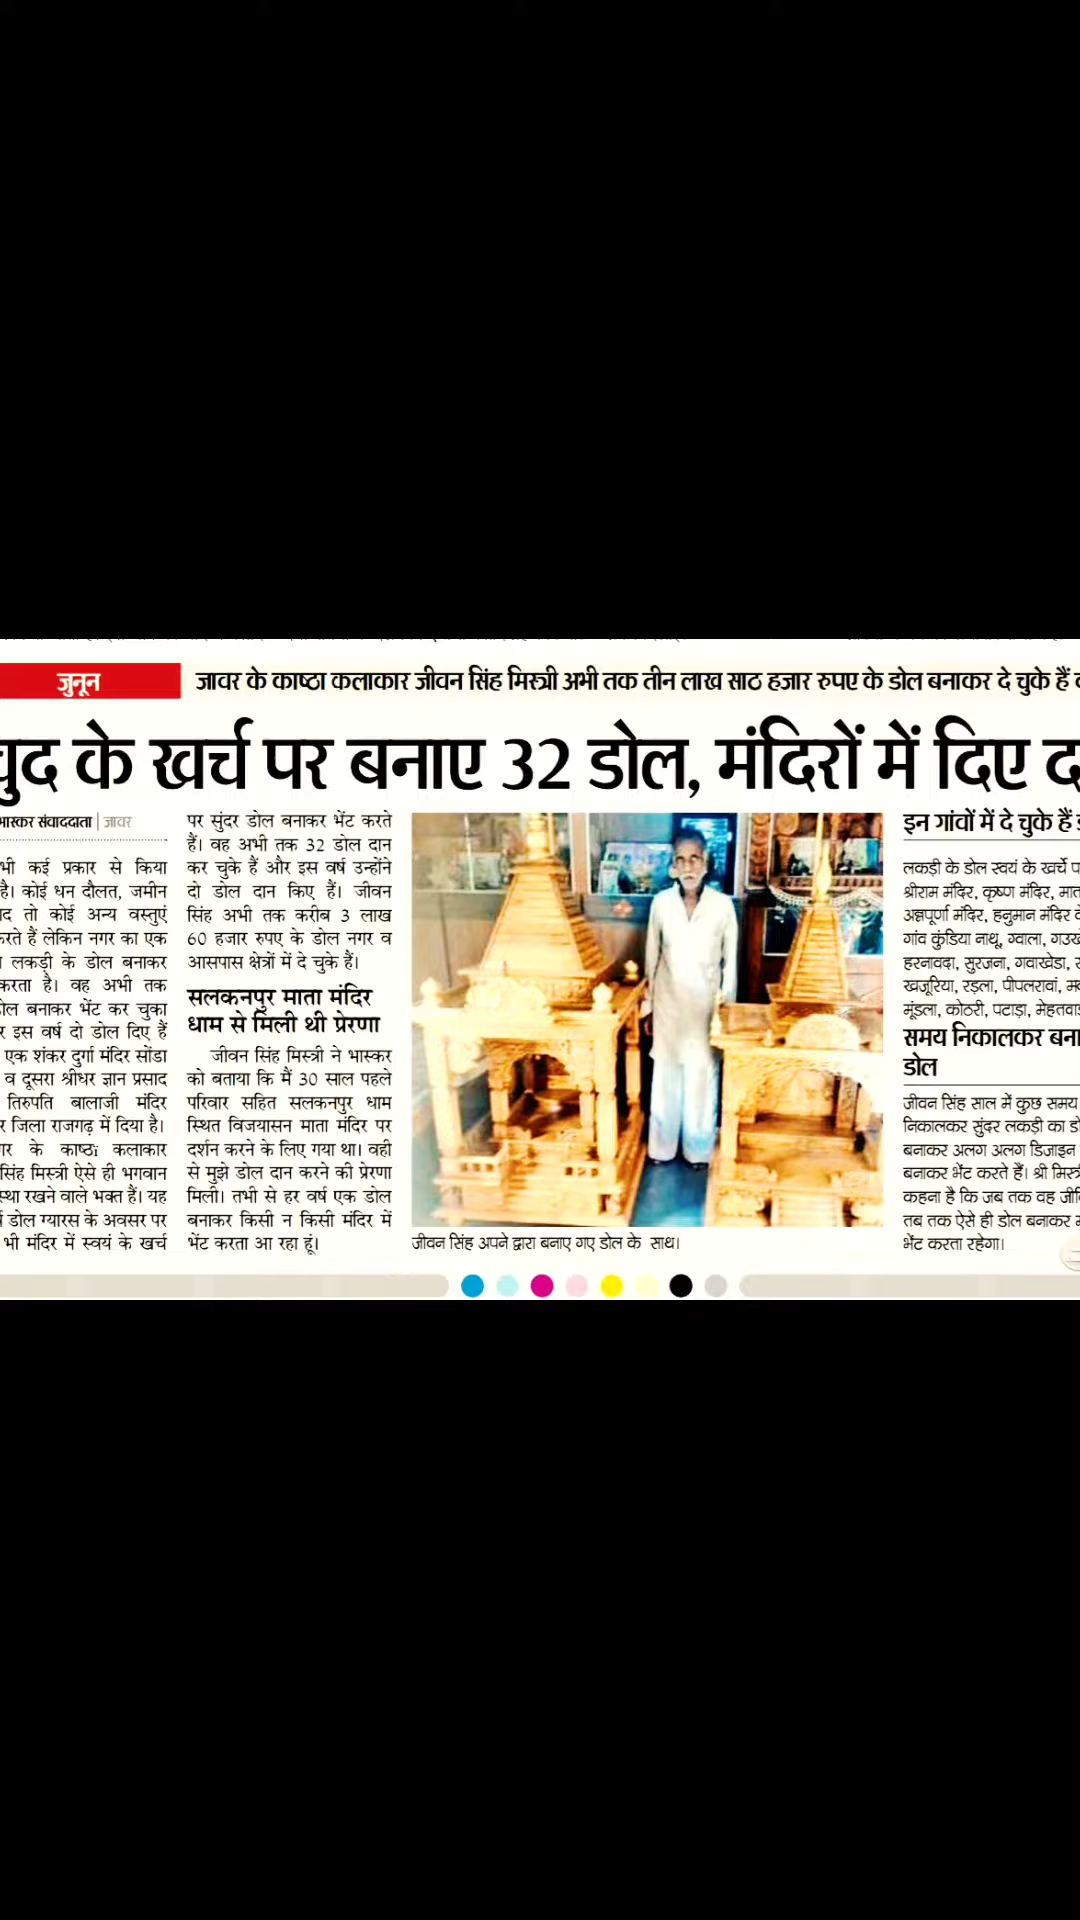 जुनून
जावर के काष्ठा कलाकार जीवन सिंह मिस्त्री अभी तक तीन लाख साठ हजार रुपए के डोल बनाकर दे चुके हैं
के खर्च पर बनाए 32 डोल, मंदिरों में दिए
संवाददाता | जावर
भी कई प्रकार से किया
है। कोई धन दौलत, जमीन
तो कोई अन्य वस्तुएं
हैं लेकिन नगर का एक
लकड़ी के डोल बनाकर
करता है। वह अभी तक
बनाकर भेंट कर चुका
इस वर्ष दो डोल दिए हैं
एक शंकर दुर्गा मंदिर सोंडा
व दूसरा श्रीधर ज्ञान प्रसाद
तिरुपति बालाजी मंदिर
जिला राजगढ़ में दिया है।
के काष्ठा कलाकार
सिंह मिस्त्री ऐसे ही भगवान
रखने वाले भक्त हैं। यह
डोल ग्यारस के अवसर पर
भी मंदिर में स्वयं के खर्च
पर सुंदर डोल बनाकर भेंट करते
हैं। वह अभी तक 32 डोल दान
कर चुके हैं और इस वर्ष उन्होंने
दो डोल दान किए हैं। जीवन
सिंह अभी तक करीब 3 लाख
60 हजार रुपए के डोल नगर व
आसपास क्षेत्रों में दे चुके हैं।
सलकनपुर माता मंदिर
धाम से मिली थी प्रेरणा
जीवन सिंह मिस्त्री ने भास्कर
को बताया कि मैं 30 साल पहले
परिवार सहित सलकनपुर धाम
स्थित विजयासन माता मंदिर पर
दर्शन करने के लिए गया था। वही
से मुझे डोल दान करने की प्रेरणा
मिली। तभी से हर वर्ष एक डोल
बनाकर किसी न किसी मंदिर में
भेंट करता आ रहा हूं।
जीवन सिंह अपने द्वारा बनाए गए डोल के साथ।
इन गांवों में दे चुके हैं
लकड़ी के डोल स्वयं के खर्चे
श्रीराम मंदिर, कृष्ण मंदिर,
अन्नपूर्णा मंदिर, हनुमान मंदिर
गांव कुंडिया नाथू, ग्वाला,
हरनावदा, सुरजना, गवाखेडा,
खजूरिया, रड़ला, पीपलरावां,
मूंडला, कोठरी, पटाड़ा,
समय निकालकर
डोल
जीवन सिंह साल में कुछ समय
निकालकर सुंदर लकड़ी का
बनाकर अलग अलग डिजाइन
बनाकर भेंट करते हैं। श्री
कहना है कि जब तक वह
तब तक ऐसे ही डोल बनाकर
भेंट करता रहेगा।